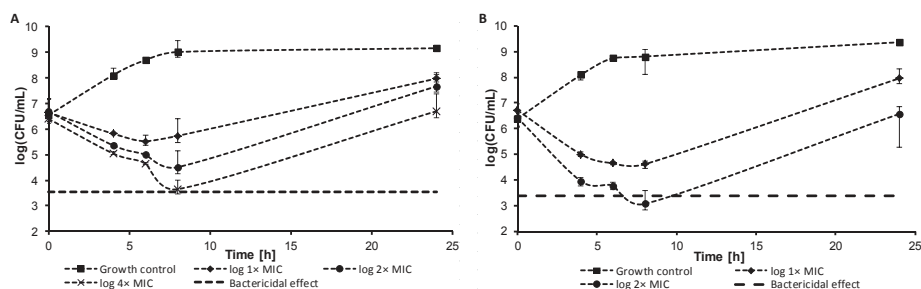 A
10
9
8
7
6
5
4
3
2
log(CFU/mL)
0 5 10 15 20 25
Time [h]
Growth control log 1× MIC log 2× MIC
log 4× MIC Bactericidal effect
B
10
9
8
7
6
5
4
3
2
log(CFU/mL)
0 5 10 15 20 25
Time [h]
Growth control log 1× MIC
log 2× MIC Bactericidal effect